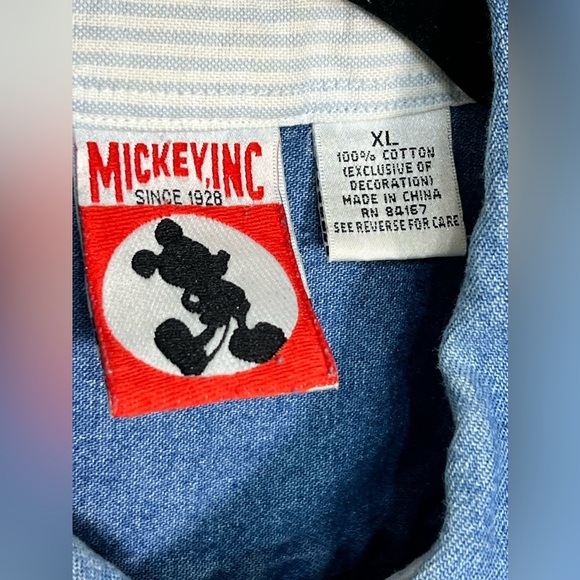 MICKEY, INC
SINCE 1928
XL
100% COTTON
(EXCLUSIVE OF
DECORATION)
MADE IN CHINA
RN 84167
SEE REVERSE FOR CARE